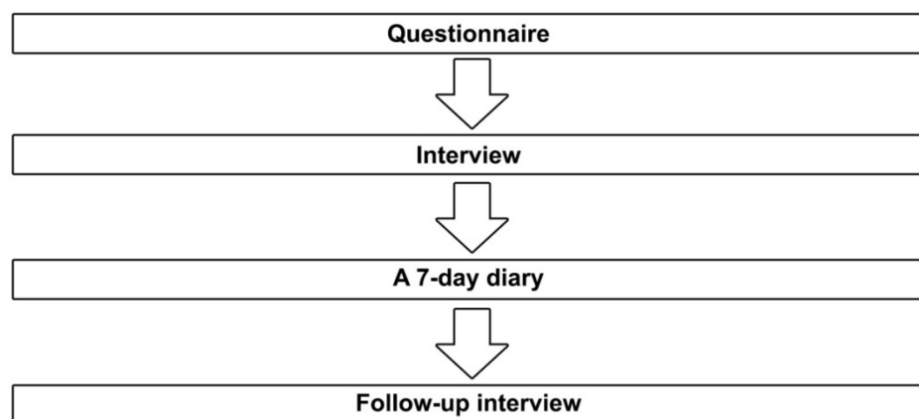 Questionnaire
Interview
A 7-day diary
Follow-up interview